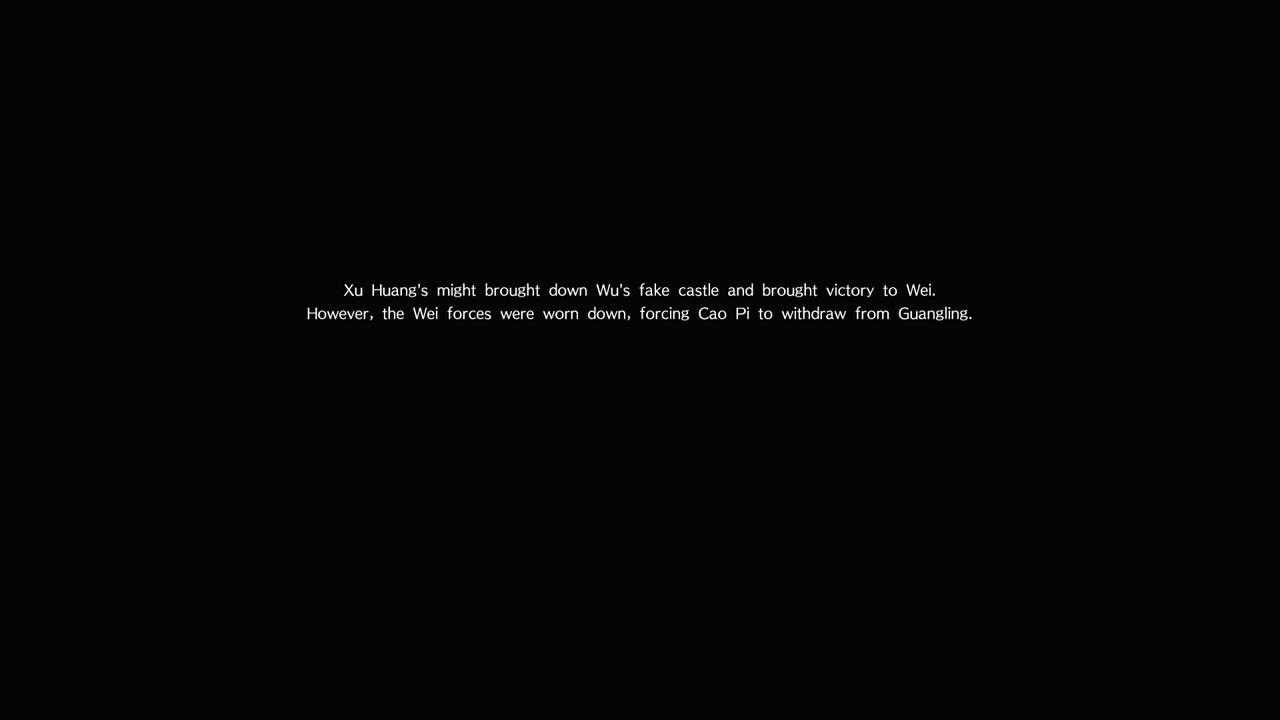 Xu Huang’s might brought down Wu’s fake castle and brought victory to Wei.
However, the Wei forces were worn down, forcing Cao Pi to withdraw from Guangling.